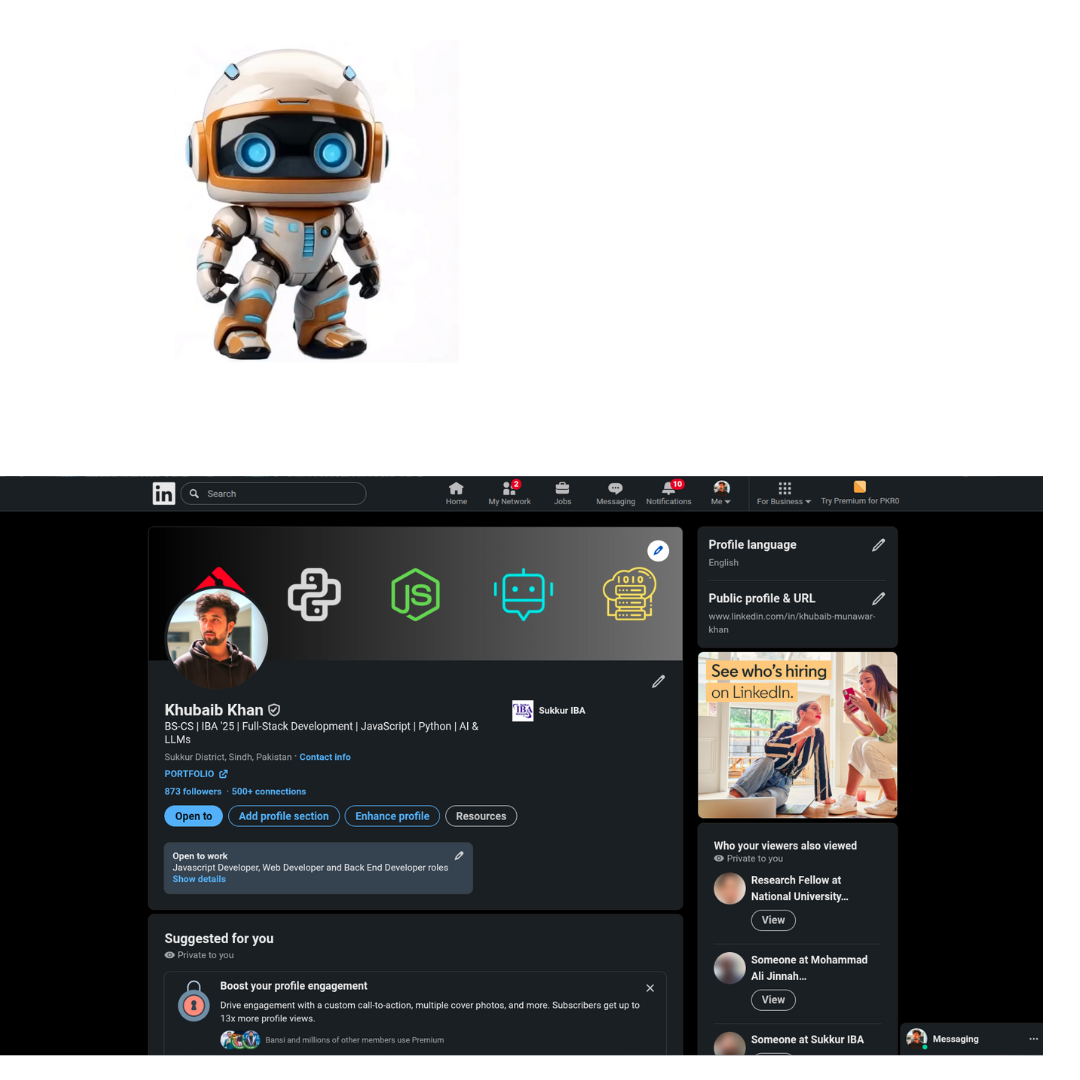 in
Search
Home
2
My Network
Jobs
Messaging
10
Notifications
Me
For Business
Try Premium for PKR0
JS
1010
Khubaib Khan
BS-CS | IBA '25 | Full-Stack Development | JavaScript | Python | AI &
LLMs
Sukkur District, Sindh, Pakistan · Contact info
PORTFOLIO
873 followers · 500+ connections
Open to
Add profile section
Enhance profile
Resources
IBA
Sukkur IBA
Open to work
Javascript Developer, Web Developer and Back End Developer roles
Show details
Suggested for you
Private to you
Boost your profile engagement
Drive engagement with a custom call-to-action, multiple cover photos, and more. Subscribers get up to
13x more profile views.
Bansi and millions of other members use Premium
Profile language
English
Public profile & URL
www.linkedin.com/in/khubaib-munawar-
khan
See who's hiring
on LinkedIn.
Who your viewers also viewed
Private to you
Research Fellow at
National University...
View
Someone at Mohammad
Ali Jinnah...
View
Someone at Sukkur IBA
Messaging